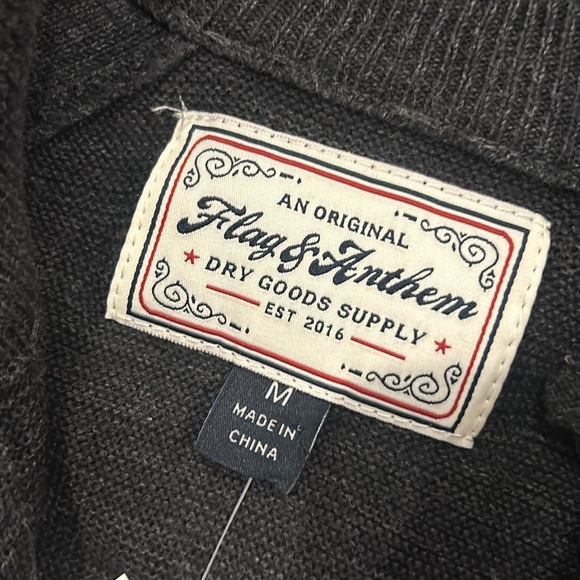 AN ORIGINAL
Flag & Anthem
DRY GOODS SUPPLY
EST 2016
M
MADE IN
CHINA